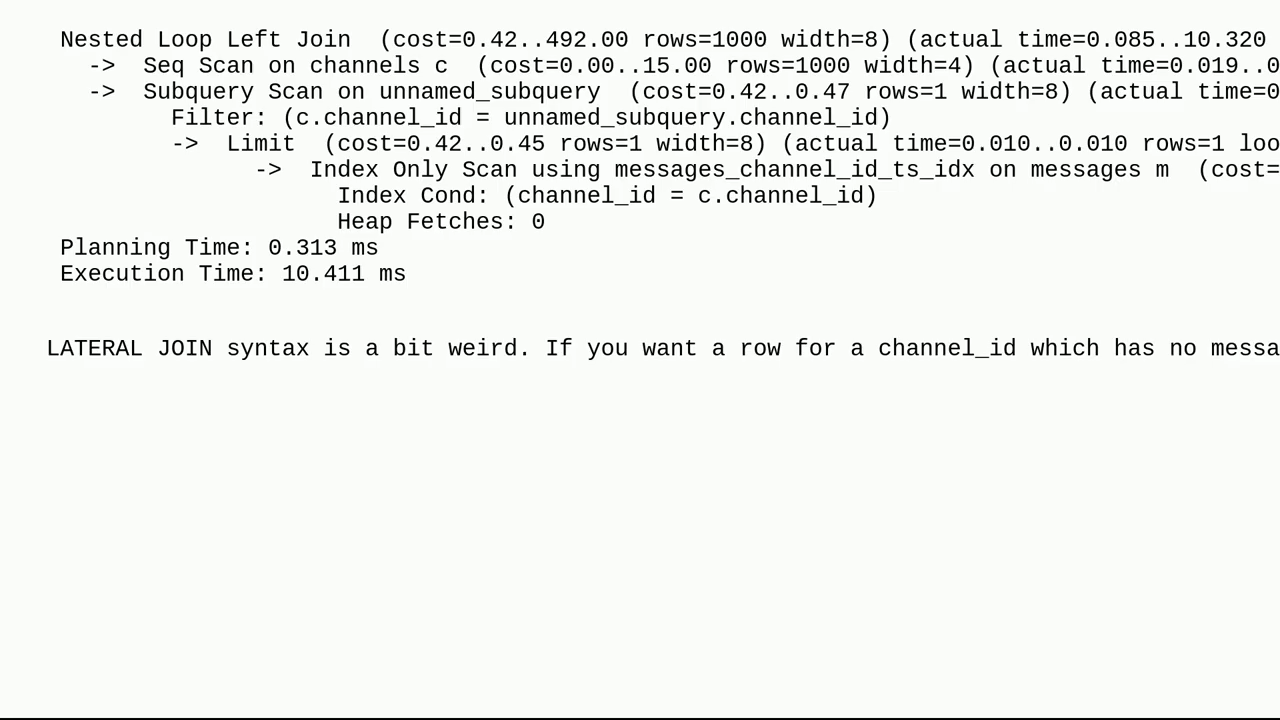 Nested Loop Left Join  (cost=0.42..492.00 rows=1000 width=8) (actual time=0.085..10.320
->  Seq Scan on channels c  (cost=0.00..15.00 rows=1000 width=4) (actual time=0.019..0
->  Subquery Scan on unnamed_subquery  (cost=0.42..0.47 rows=1 width=8) (actual time=0
Filter: (c.channel_id = unnamed_subquery.channel_id)
->  Limit  (cost=0.42..0.45 rows=1 width=8) (actual time=0.010..0.010 rows=1 loo
->  Index Only Scan using messages_channel_id_ts_idx on messages m  (cost=
Index Cond: (channel_id = c.channel_id)
Heap Fetches: 0
Planning Time: 0.313 ms
Execution Time: 10.411 ms
LATERAL JOIN syntax is a bit weird. If you want a row for a channel_id which has no messa